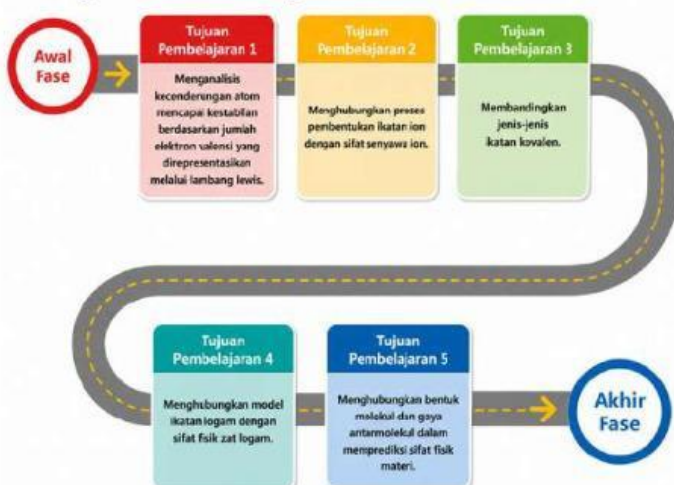 Awal
Fase
Tujuan
Pembelajaran 1
Menganalisis
kecenderungan atom
mencapai kestabilan
berdasarkan jumlah
elektron valensi yang
direpresentasikan
melalui lambang lewis.
Tujuan
Pembelajaran 2
Menghubungkan proses
pembentukan ikatan ion
dengan sifat senyawa ion.
Tujuan
Pembelajaran 3
Membandingkan
jenis-jenis
ikatan kovalen.
Tujuan
Pembelajaran 4
Menghubungkan model
ikatan logam dengan
sifat fisik zat logam.
Tujuan
Pembelajaran 5
Menghubungkan bentuk
molekul dan gaya
antarmolekul dalam
memprediksi sifat fisik
materi.
Akhir
Fase